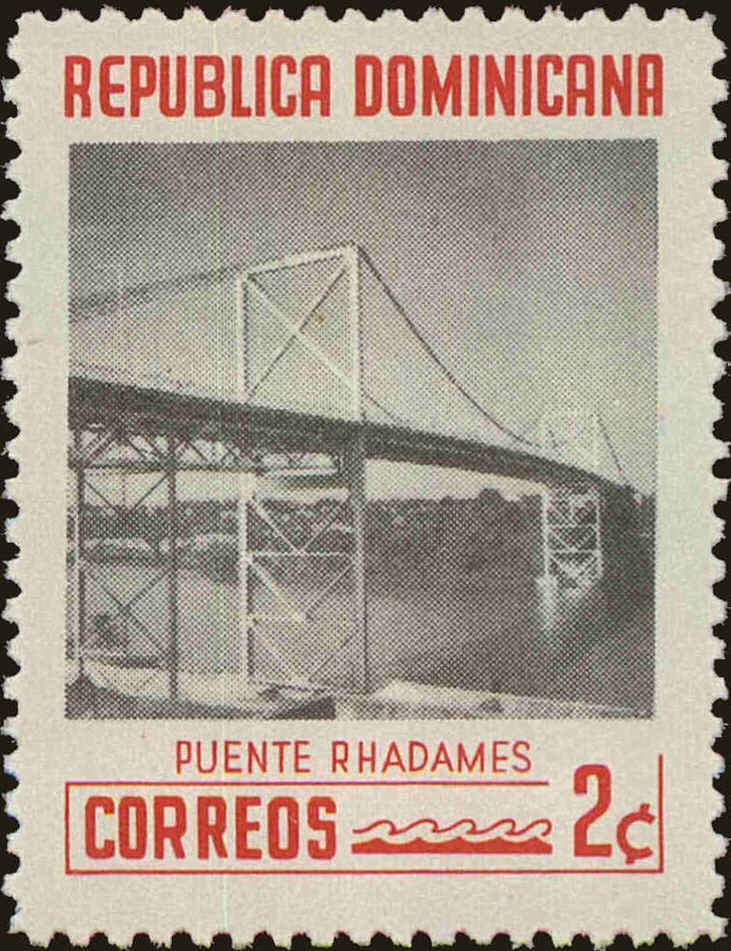 REPUBLICA DOMINICANA
PUENTE RHADAMES
CORREOS 2¢